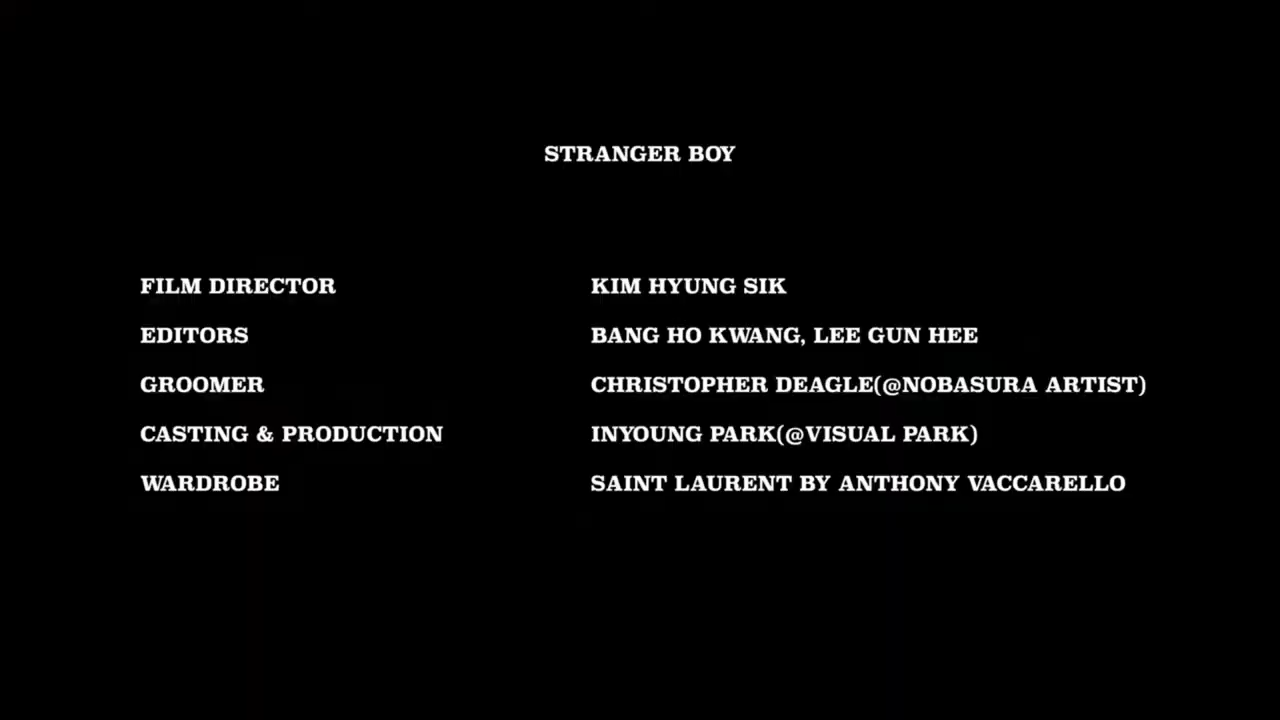 STRANGER BOY
FILM DIRECTOR KIM HYUNG SIK
EDITORS BANG HO KWANG, LEE GUN HEE
GROOMER CHRISTOPHER DEAGLE(@NOBASURA ARTIST)
CASTING & PRODUCTION INYOUNG PARK(@VISUAL PARK)
WARDROBE SAINT LAURENT BY ANTHONY VACCARELLO